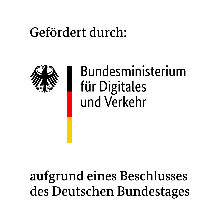 Gefördert durch:
Bundesministerium
für Digitales
und Verkehr
aufgrund eines Beschlusses
des Deutschen Bundestages